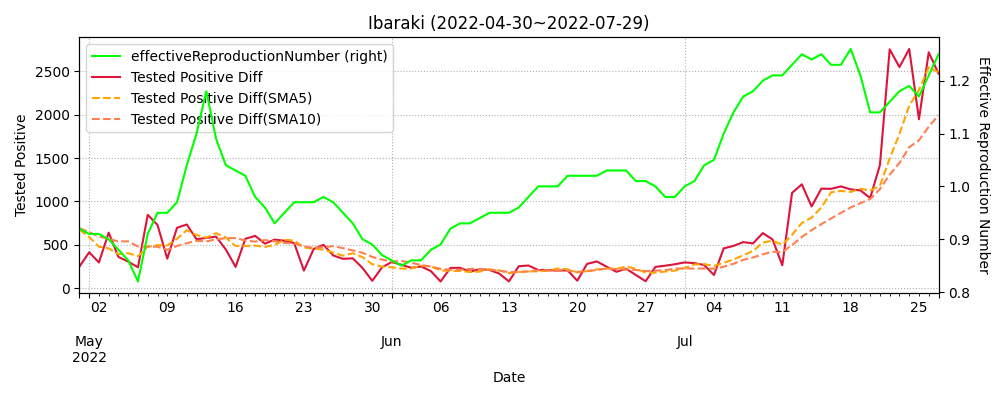 Ibaraki (2022-04-30~2022-07-29)
effectiveReproductionNumber (right)
Tested Positive Diff
Tested Positive Diff(SMA5)
Tested Positive Diff(SMA10)
Tested Positive
2500
2000
1500
1000
500
0
Effective Reproduction Number
1.2
1.1
1.0
0.9
0.8
02 09 16 23 30 06 13 20 27 04 11 18 25
May Jun Jul
2022
Date